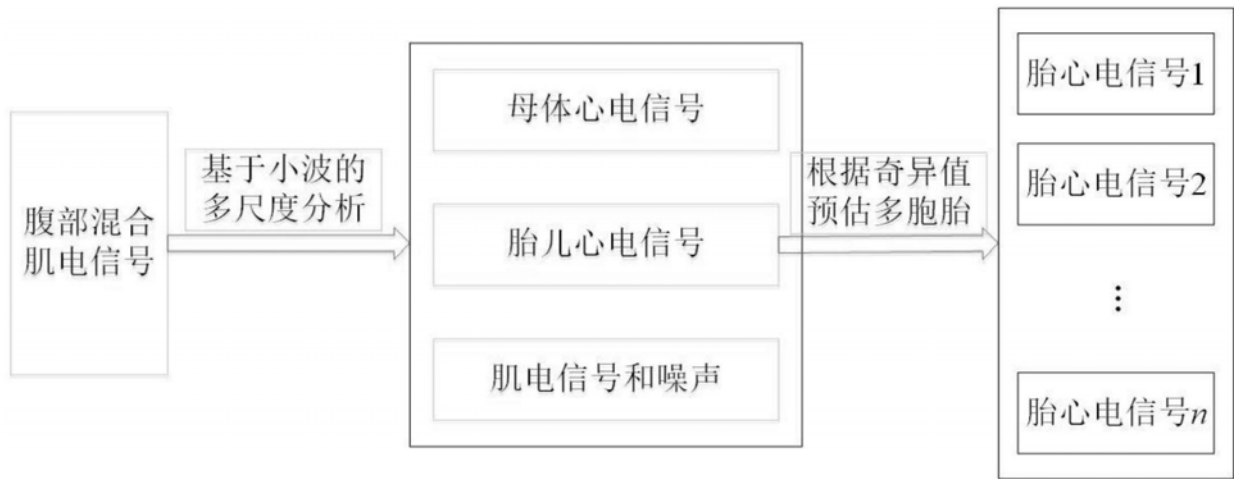 腹部混合
肌电信号
基于小波的
多尺度分析
母体心电信号
胎儿心电信号
肌电信号和噪声
根据奇异值
预估多胞胎
胎心电信号1
胎心电信号2
⋮
胎心电信号n